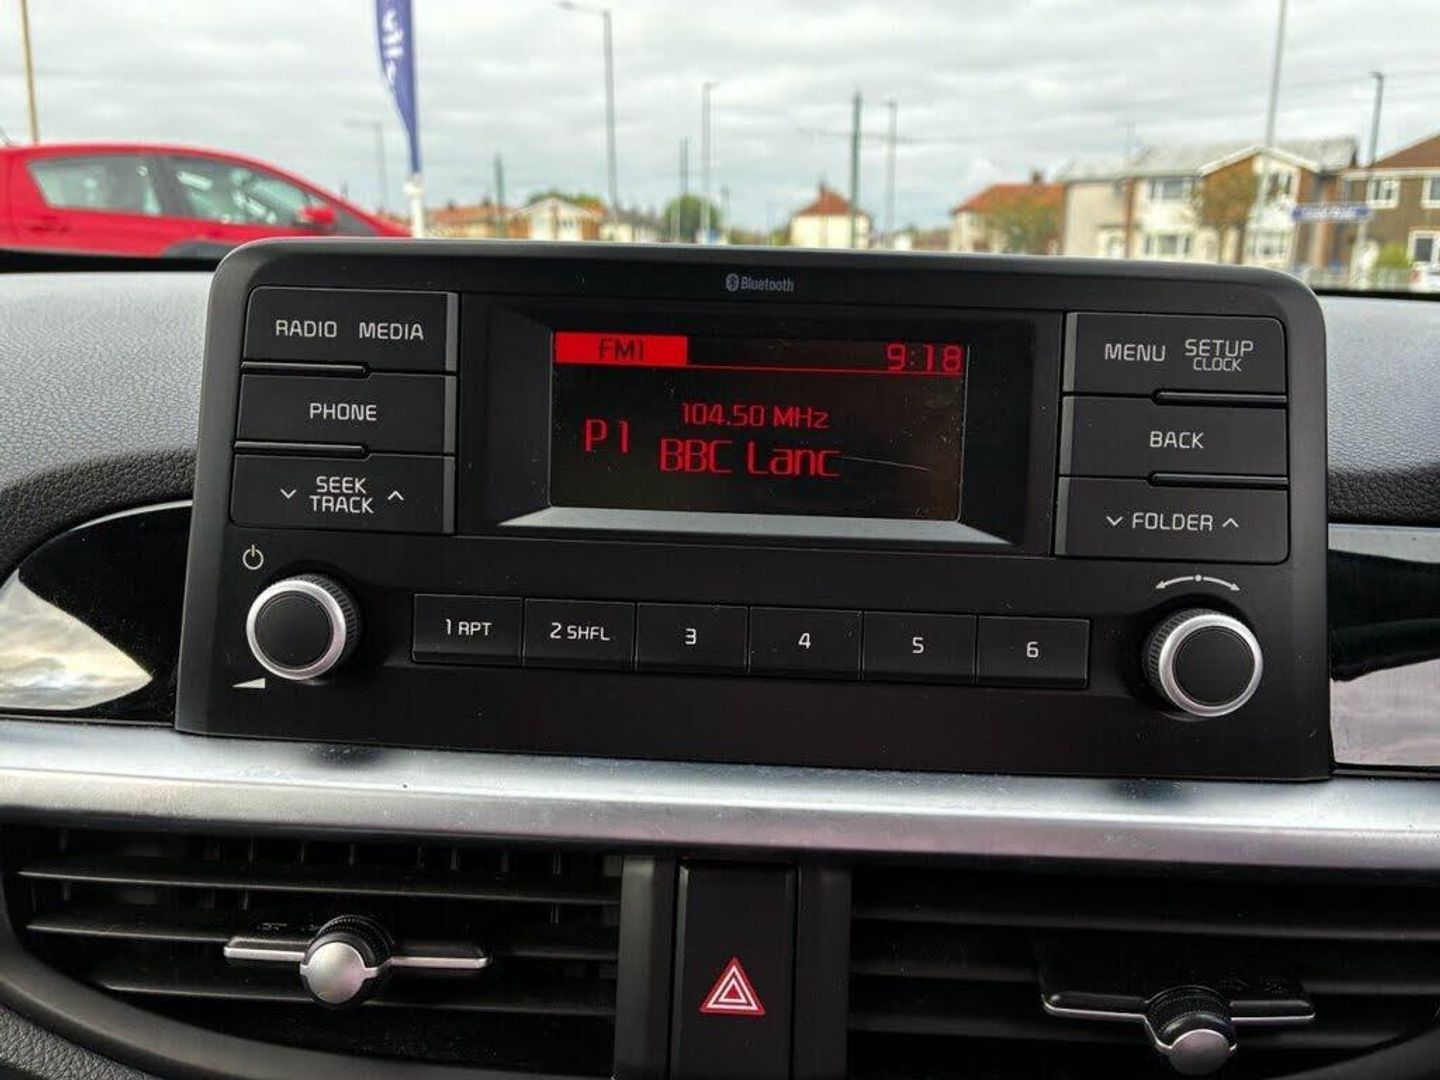 Bluetooth
RADIO MEDIA
PHONE
SEEK
TRACK
FM1 9:18
104.50 MHz
P1 BBC Lanc
MENU SETUP
CLOCK
BACK
FOLDER
1 RPT 2 SHFL 3 4 5 6